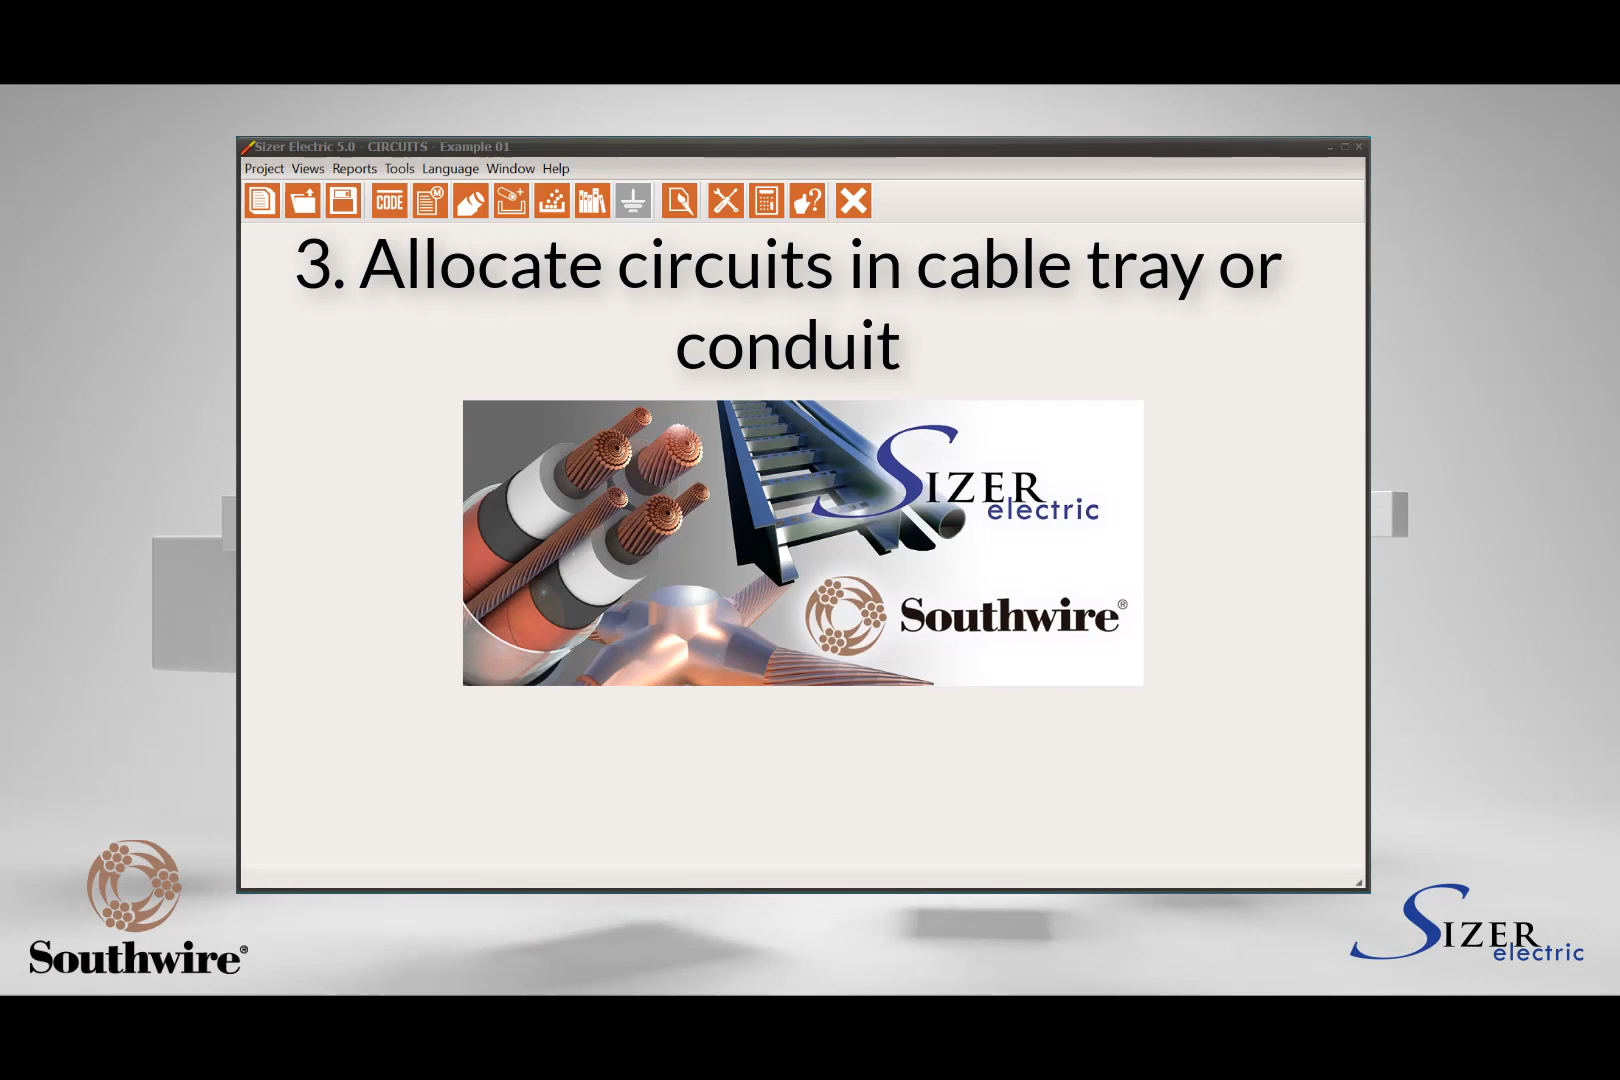 Sizer Electric 5.0 - CIRCUITS - Example 01
Project Views Reports Tools Language Window Help
CODE
M
?
3. Allocate circuits in cable tray or
conduit
SIZER
electric
Southwire®
Southwire®
SIZER
electric